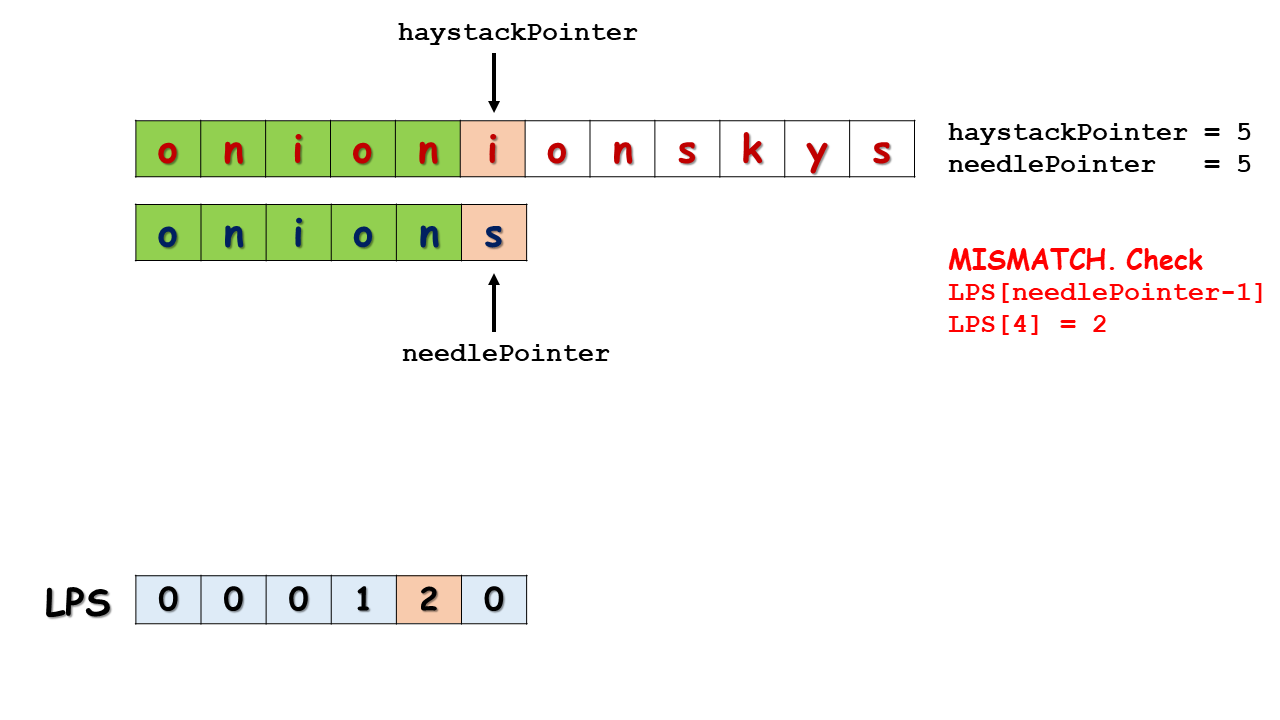 haystackPointer
o n i o n i o n s k y s
haystackPointer = 5
needlePointer = 5
o n i o n s
MISMATCH. Check
LPS[needlePointer-1]
LPS[4] = 2
needlePointer
LPS 0 0 0 1 2 0